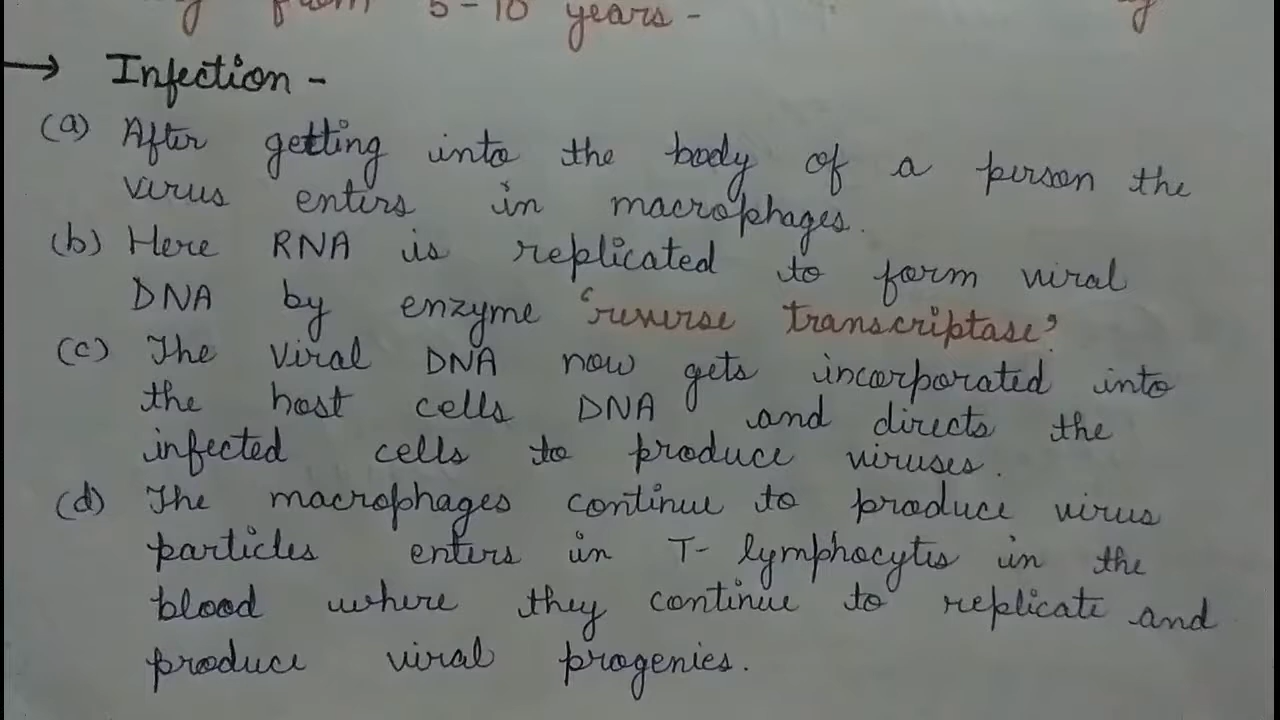 from 5-10 years -
→ Infection -
(a) After getting into the body of a person the
virus enters in macrophages.
(b) Here RNA is replicated to form viral
DNA by enzyme 'reverse transcriptase'.
(c) The viral DNA now gets incorporated into
the host cells DNA and directs the
infected cells to produce viruses.
(d) The macrophages continue to produce virus
particles enters in T- lymphocytes in the
blood where they continue to replicate and
produce viral progenies.